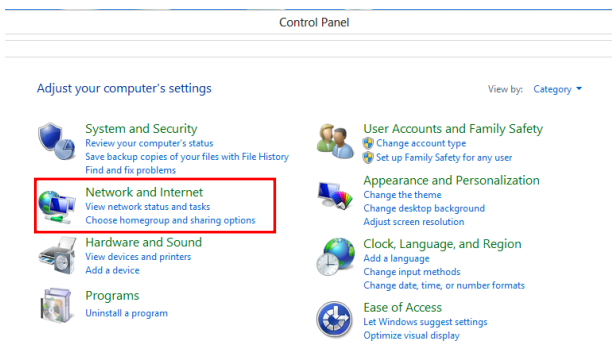 Control Panel
Adjust your computer's settings
View by: Category
System and Security
Review your computer's status
Save backup copies of your files with File History
Find and fix problems
Network and Internet
View network status and tasks
Choose homegroup and sharing options
Hardware and Sound
View devices and printers
Add a device
Programs
Uninstall a program
User Accounts and Family Safety
Change account type
Set up Family Safety for any user
Appearance and Personalization
Change the theme
Change desktop background
Adjust screen resolution
Clock, Language, and Region
Add a language
Change input methods
Change date, time, or number formats
Ease of Access
Let Windows suggest settings
Optimize visual display